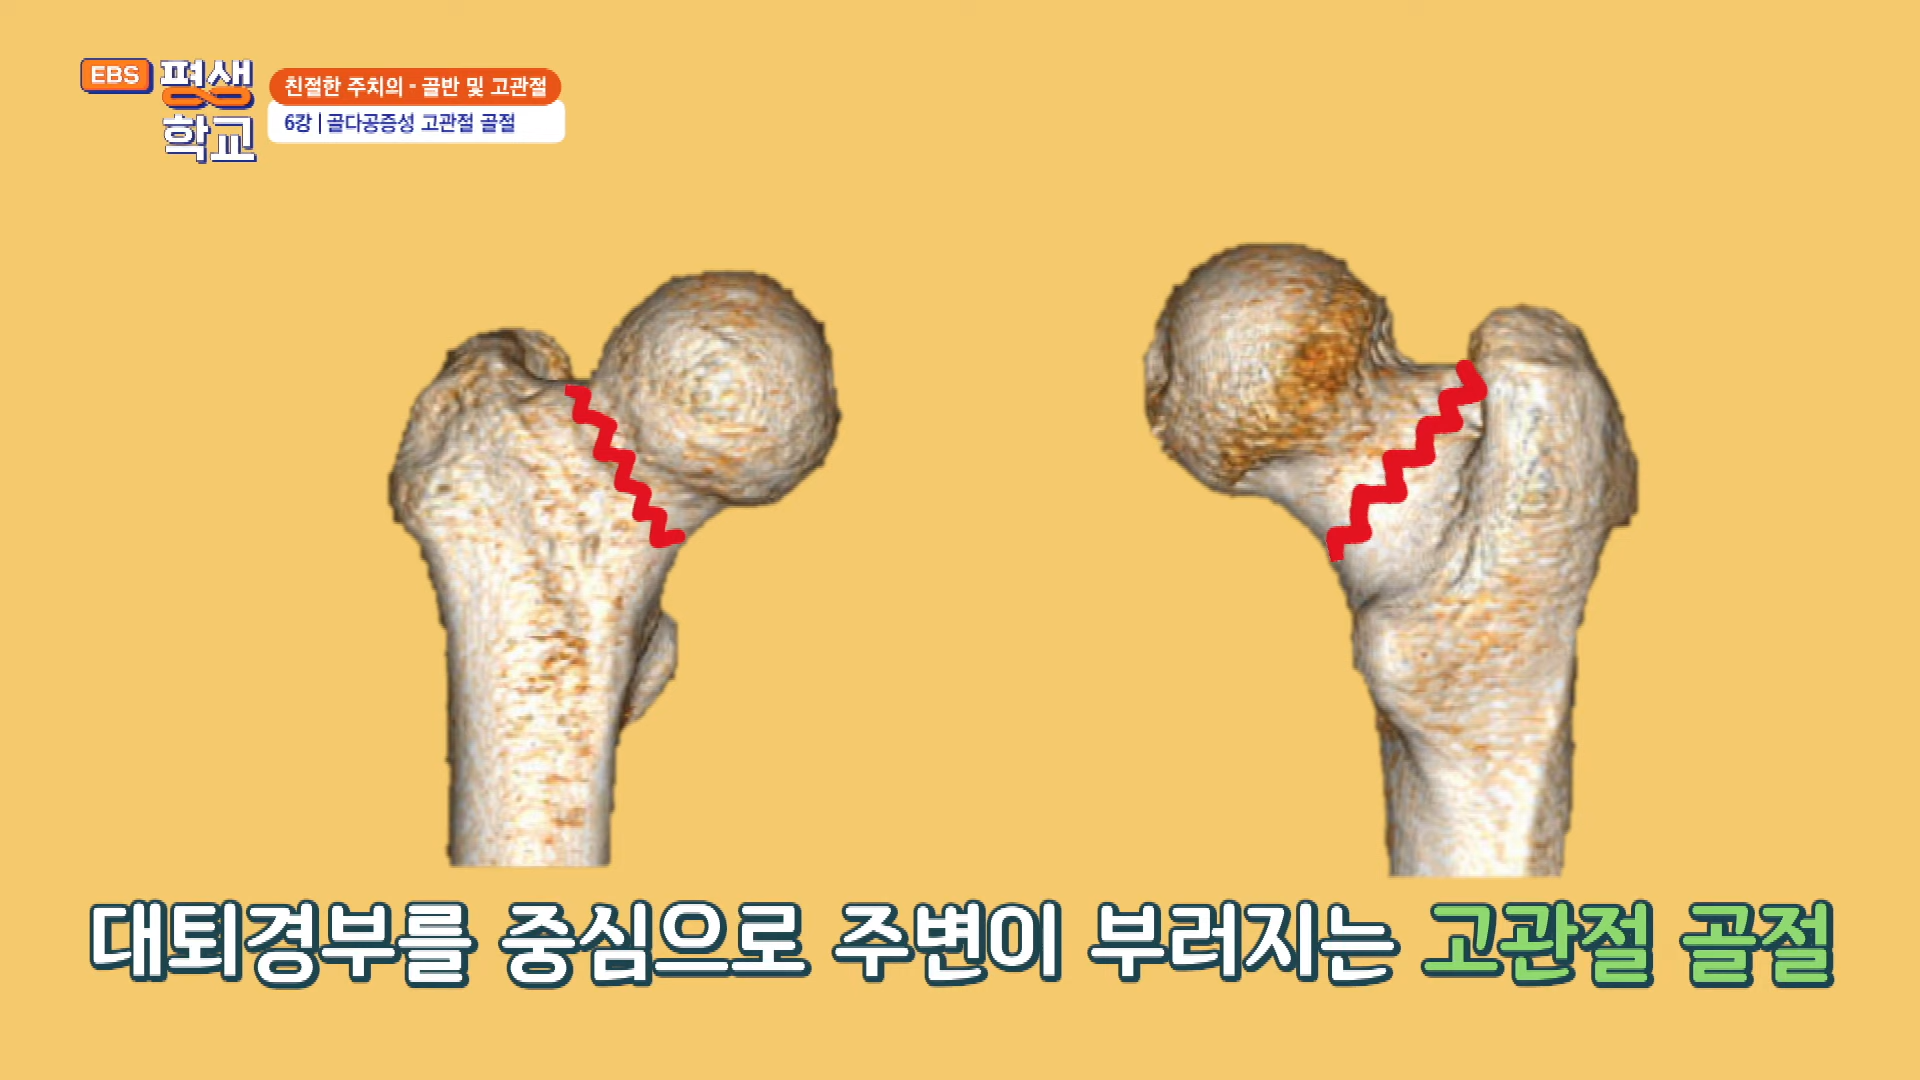 EBS 평생
학교
친절한 주치의 - 골반 및 고관절
6강 | 골다공증성 고관절 골절
대퇴경부를 중심으로 주변이 부러지는 고관절 골절